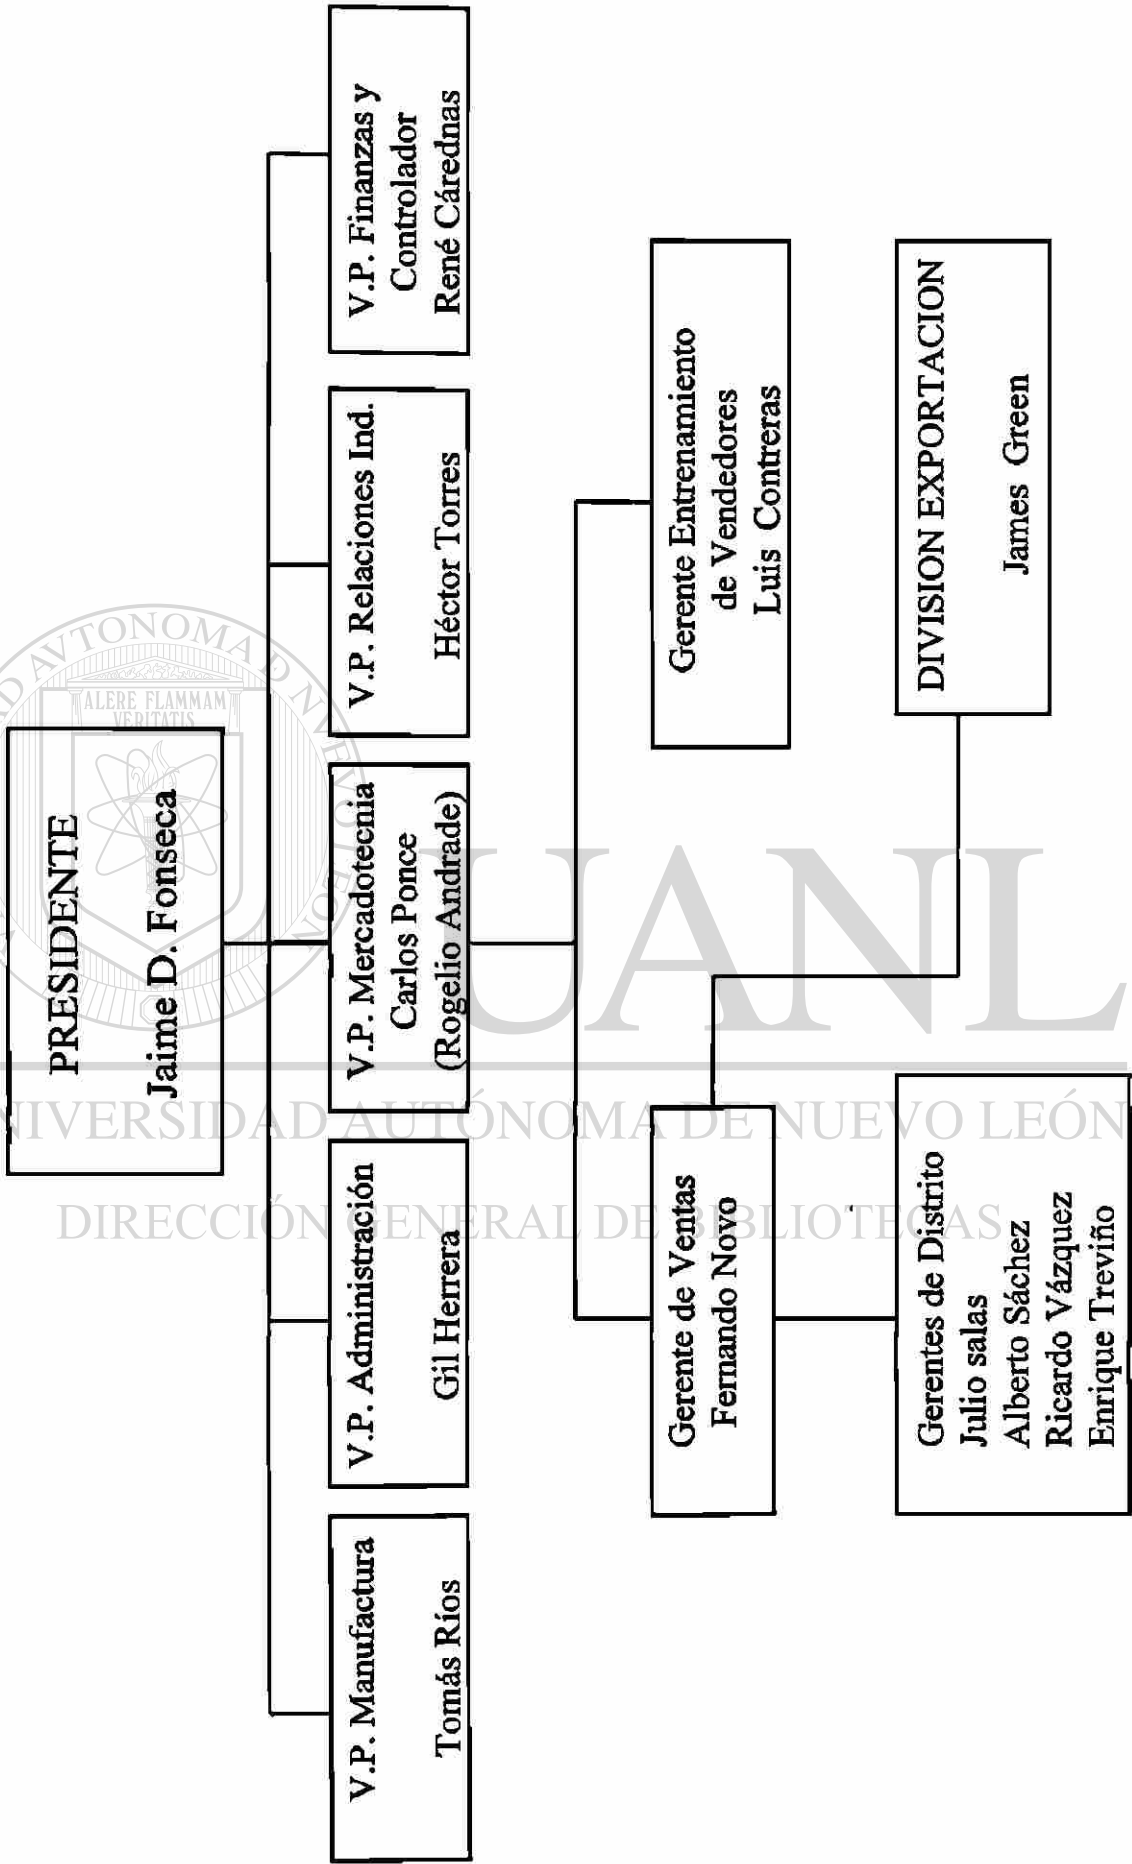 PRESIDENTE
Jaime D. Fonseca
V.P. Manufactura
Tomás Ríos
V.P. Administración
Gil Herrera
V.P. Mercadotecnia
Carlos Ponce
(Rogelio Andrade)
V.P. Relaciones Ind.
Héctor Torres
V.P. Finanzas y
Controlador
René Cárednas
Gerente de Ventas
Fernando Novo
Gerente Entrenamiento
de Vendedores
Luis Contreras
Gerentes de Distrito
Julio salas
Alberto Sáchez
Ricardo Vázquez
Enrique Treviño
DIVISION EXPORTACION
James Green
ALERE FLAMMAM
VERITATIS
UANL
UNIVERSIDAD AUTÓNOMA DE NUEVO LEÓN
DIRECCIÓN GENERAL DE BIBLIOTECAS